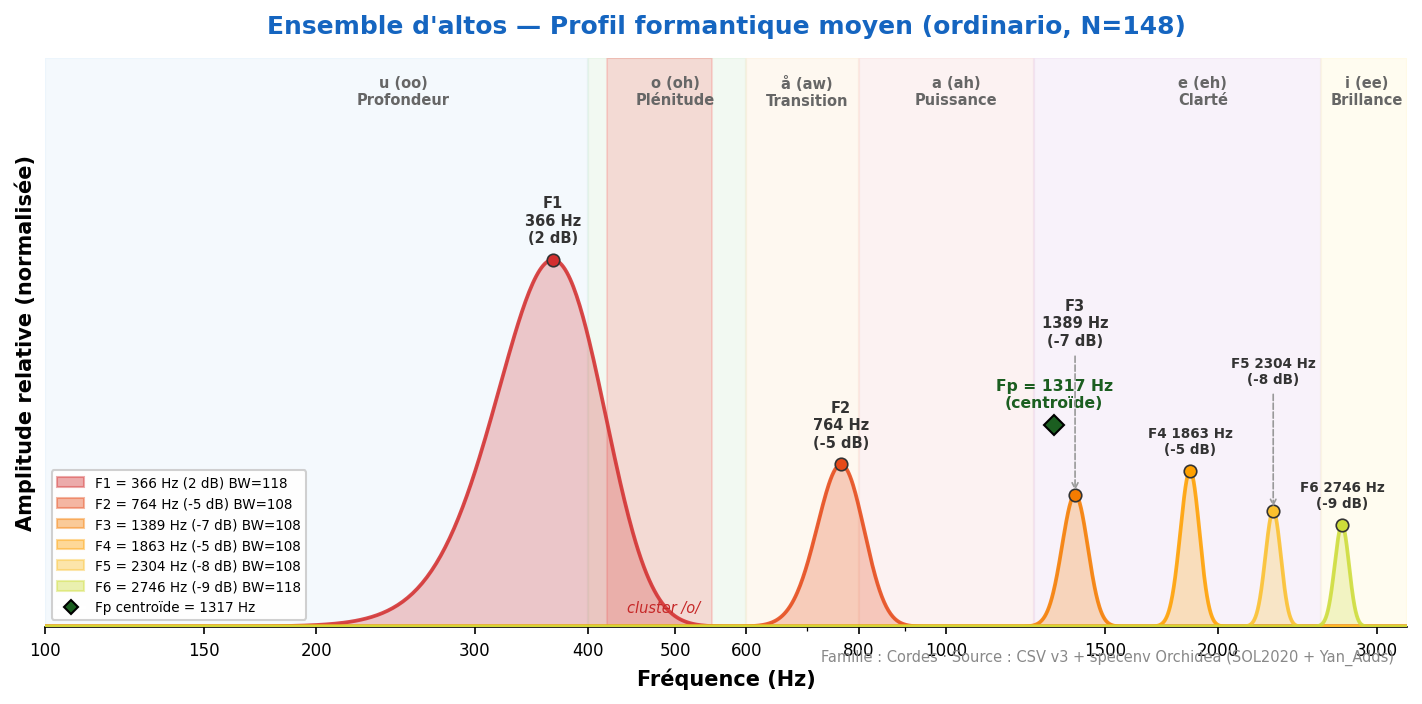 Ensemble d'altos — Profil formantique moyen (ordinario, N=148)
u (oo)
Profondeur
o (oh)
Plénitude
å (aw)
Transition
a (ah)
Puissance
e (eh)
Clarté
i (ee)
Brillance
Amplitude relative (normalisée)
F1
366 Hz
(2 dB)
F2
764 Hz
(-5 dB)
F3
1389 Hz
(-7 dB)
Fp = 1317 Hz
(centroïde)
F4 1863 Hz
(-5 dB)
F5 2304 Hz
(-8 dB)
F6 2746 Hz
(-9 dB)
F1 = 366 Hz (2 dB) BW=118
F2 = 764 Hz (-5 dB) BW=108
F3 = 1389 Hz (-7 dB) BW=108
F4 = 1863 Hz (-5 dB) BW=108
F5 = 2304 Hz (-8 dB) BW=108
F6 = 2746 Hz (-9 dB) BW=118
Fp centroïde = 1317 Hz
cluster /o/
100 150 200 300 400 500 600 800 1000 1500 2000 3000
Famille : Cordes · Source : CSV v3 + specenv Orchidea (SOL2020 + Yan_Adds)
Fréquence (Hz)